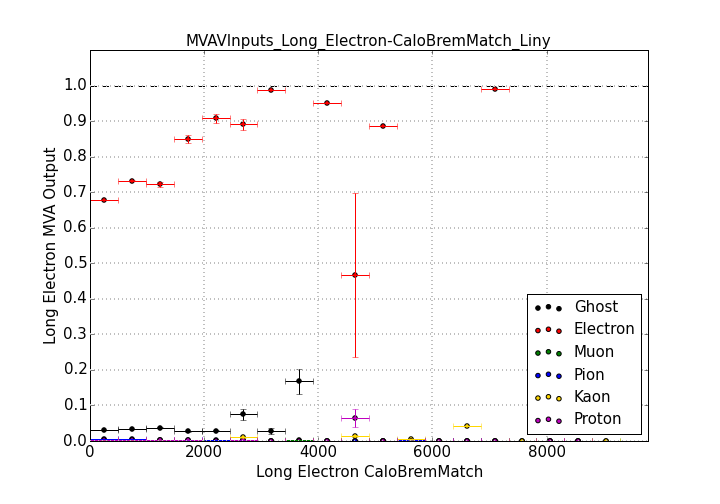 MVAVInputs_Long_Electron-CaloBremMatch_Liny
Long Electron MVA Output
1.0
0.9
0.8
0.7
0.6
0.5
0.4
0.3
0.2
0.1
0.0
0
2000
4000
6000
8000
Long Electron CaloBremMatch
Ghost
Electron
Muon
Pion
Kaon
Proton